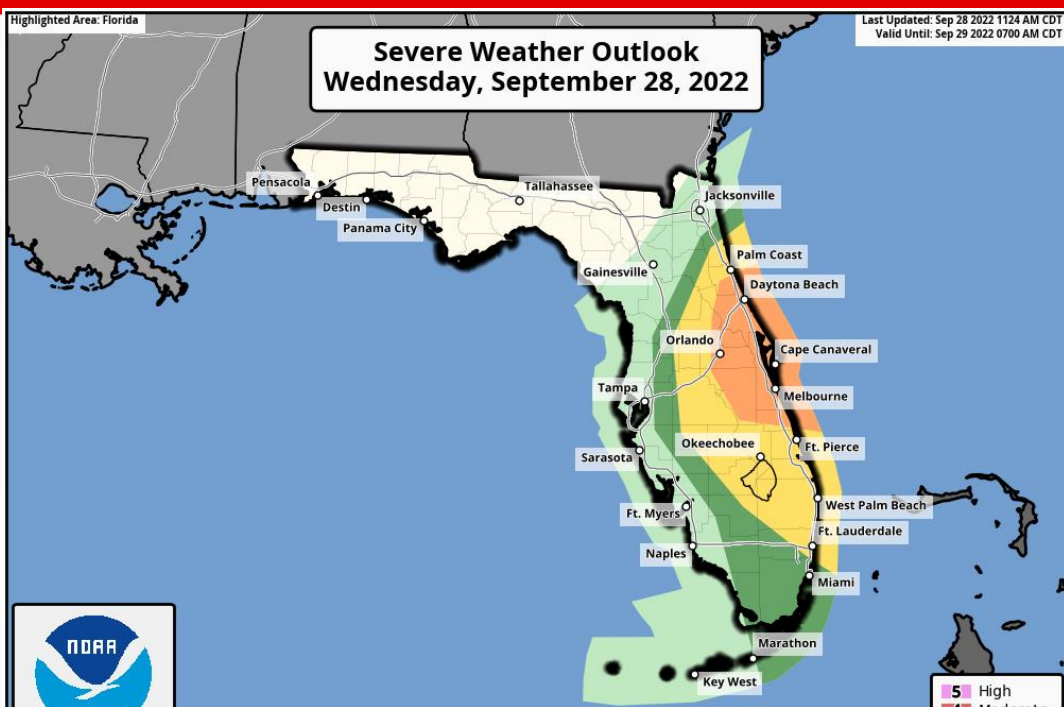 Highlighted Area: Florida
Last Updated: Sep 28 2022 1124 AM CDT
Valid Until: Sep 29 2022 0700 AM CDT
Severe Weather Outlook
Wednesday, September 28, 2022
Pensacola
Tallahassee
Jacksonville
Destin
Panama City
Palm Coast
Gainesville
Daytona Beach
Orlando
Cape Canaveral
Tampa
Melbourne
Okeechobee
Ft. Pierce
Sarasota
West Palm Beach
Ft. Myers
Ft. Lauderdale
Naples
Miami
Marathon
Key West
NOAA
5 High
4 Moderate